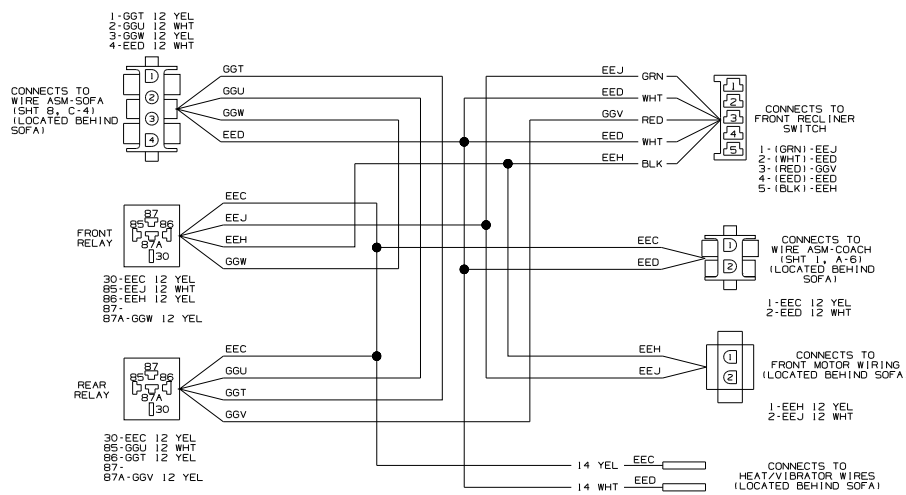 1-GGT 12 YEL
2-GGU 12 WHT
3-GGW 12 YEL
4-EED 12 WHT
CONNECTS TO
WIRE ASM-SOFA
(SHT 8, C-4)
(LOCATED BEHIND
SOFA)
1
2
3
4
GGT
GGU
GGW
EED
EEJ GRN
EED WHT
GGV RED
EED WHT
EEH BLK
1
2
3
4
5
CONNECTS TO
FRONT RECLINER
SWITCH
1-(GRN)-EEJ
2-(WHT)-EED
3-(RED)-GGV
4-(EED)-EED
5-(BLK)-EEH
FRONT
RELAY
87
85 86
87A
30
EEC
EEJ
EEH
GGW
30-EEC 12 YEL
85-EEJ 12 WHT
86-EEH 12 YEL
87-
87A-GGW 12 YEL
EEC
EED
1
2
CONNECTS TO
WIRE ASM-COACH
(SHT 1, A-6)
(LOCATED BEHIND
SOFA)
1-EEC 12 YEL
2-EED 12 WHT
REAR
RELAY
87
85 86
87A
30
EEC
GGU
GGT
GGV
30-EEC 12 YEL
85-GGU 12 WHT
86-GGT 12 YEL
87-
87A-GGV 12 YEL
EEH
EEJ
1
2
CONNECTS TO
FRONT MOTOR WIRING
(LOCATED BEHIND SOFA
1-EEH 12 YEL
2-EEJ 12 WHT
14 YEL EEC
14 WHT EED
CONNECTS TO
HEAT/VIBRATOR WIRES
(LOCATED BEHIND SOFA)